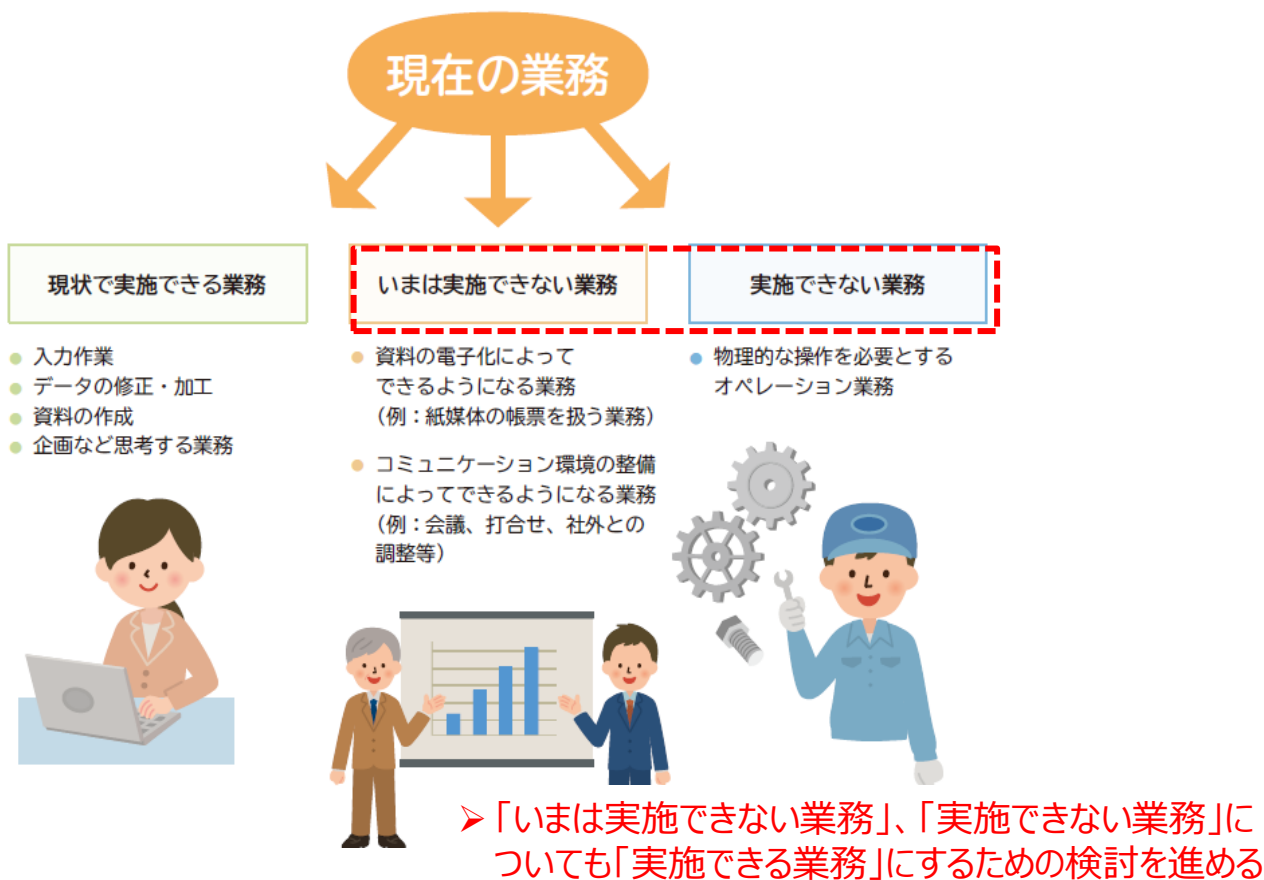 現在の業務
現状で実施できる業務
入力作業
データの修正・加工
資料の作成
企画など思考する業務
いまは実施できない業務
資料の電子化によって
できるようになる業務
（例：紙媒体の帳票を扱う業務）
コミュニケーション環境の整備
によってできるようになる業務
（例：会議、打合せ、社外との
調整等）
実施できない業務
物理的な操作を必要とする
オペレーション業務
➢「いまは実施できない業務」、「実施できない業務」に
ついても「実施できる業務」にするための検討を進める